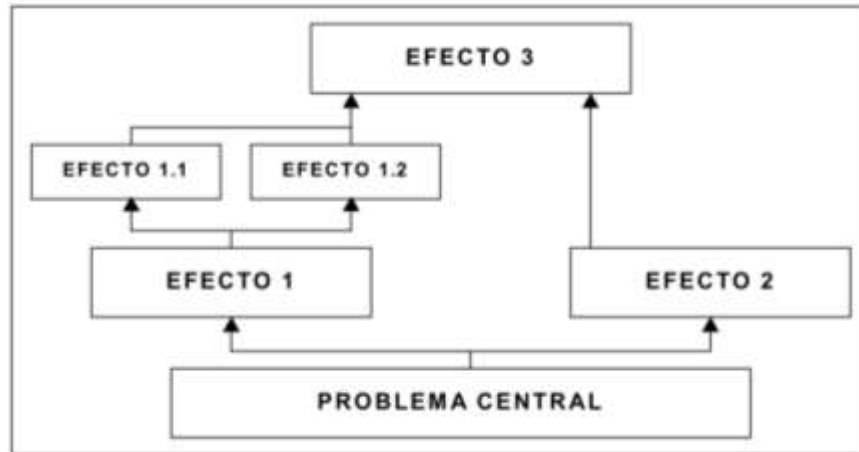 EFECTO 3
EFECTO 1.1
EFECTO 1.2
EFECTO 1
EFECTO 2
PROBLEMA CENTRAL